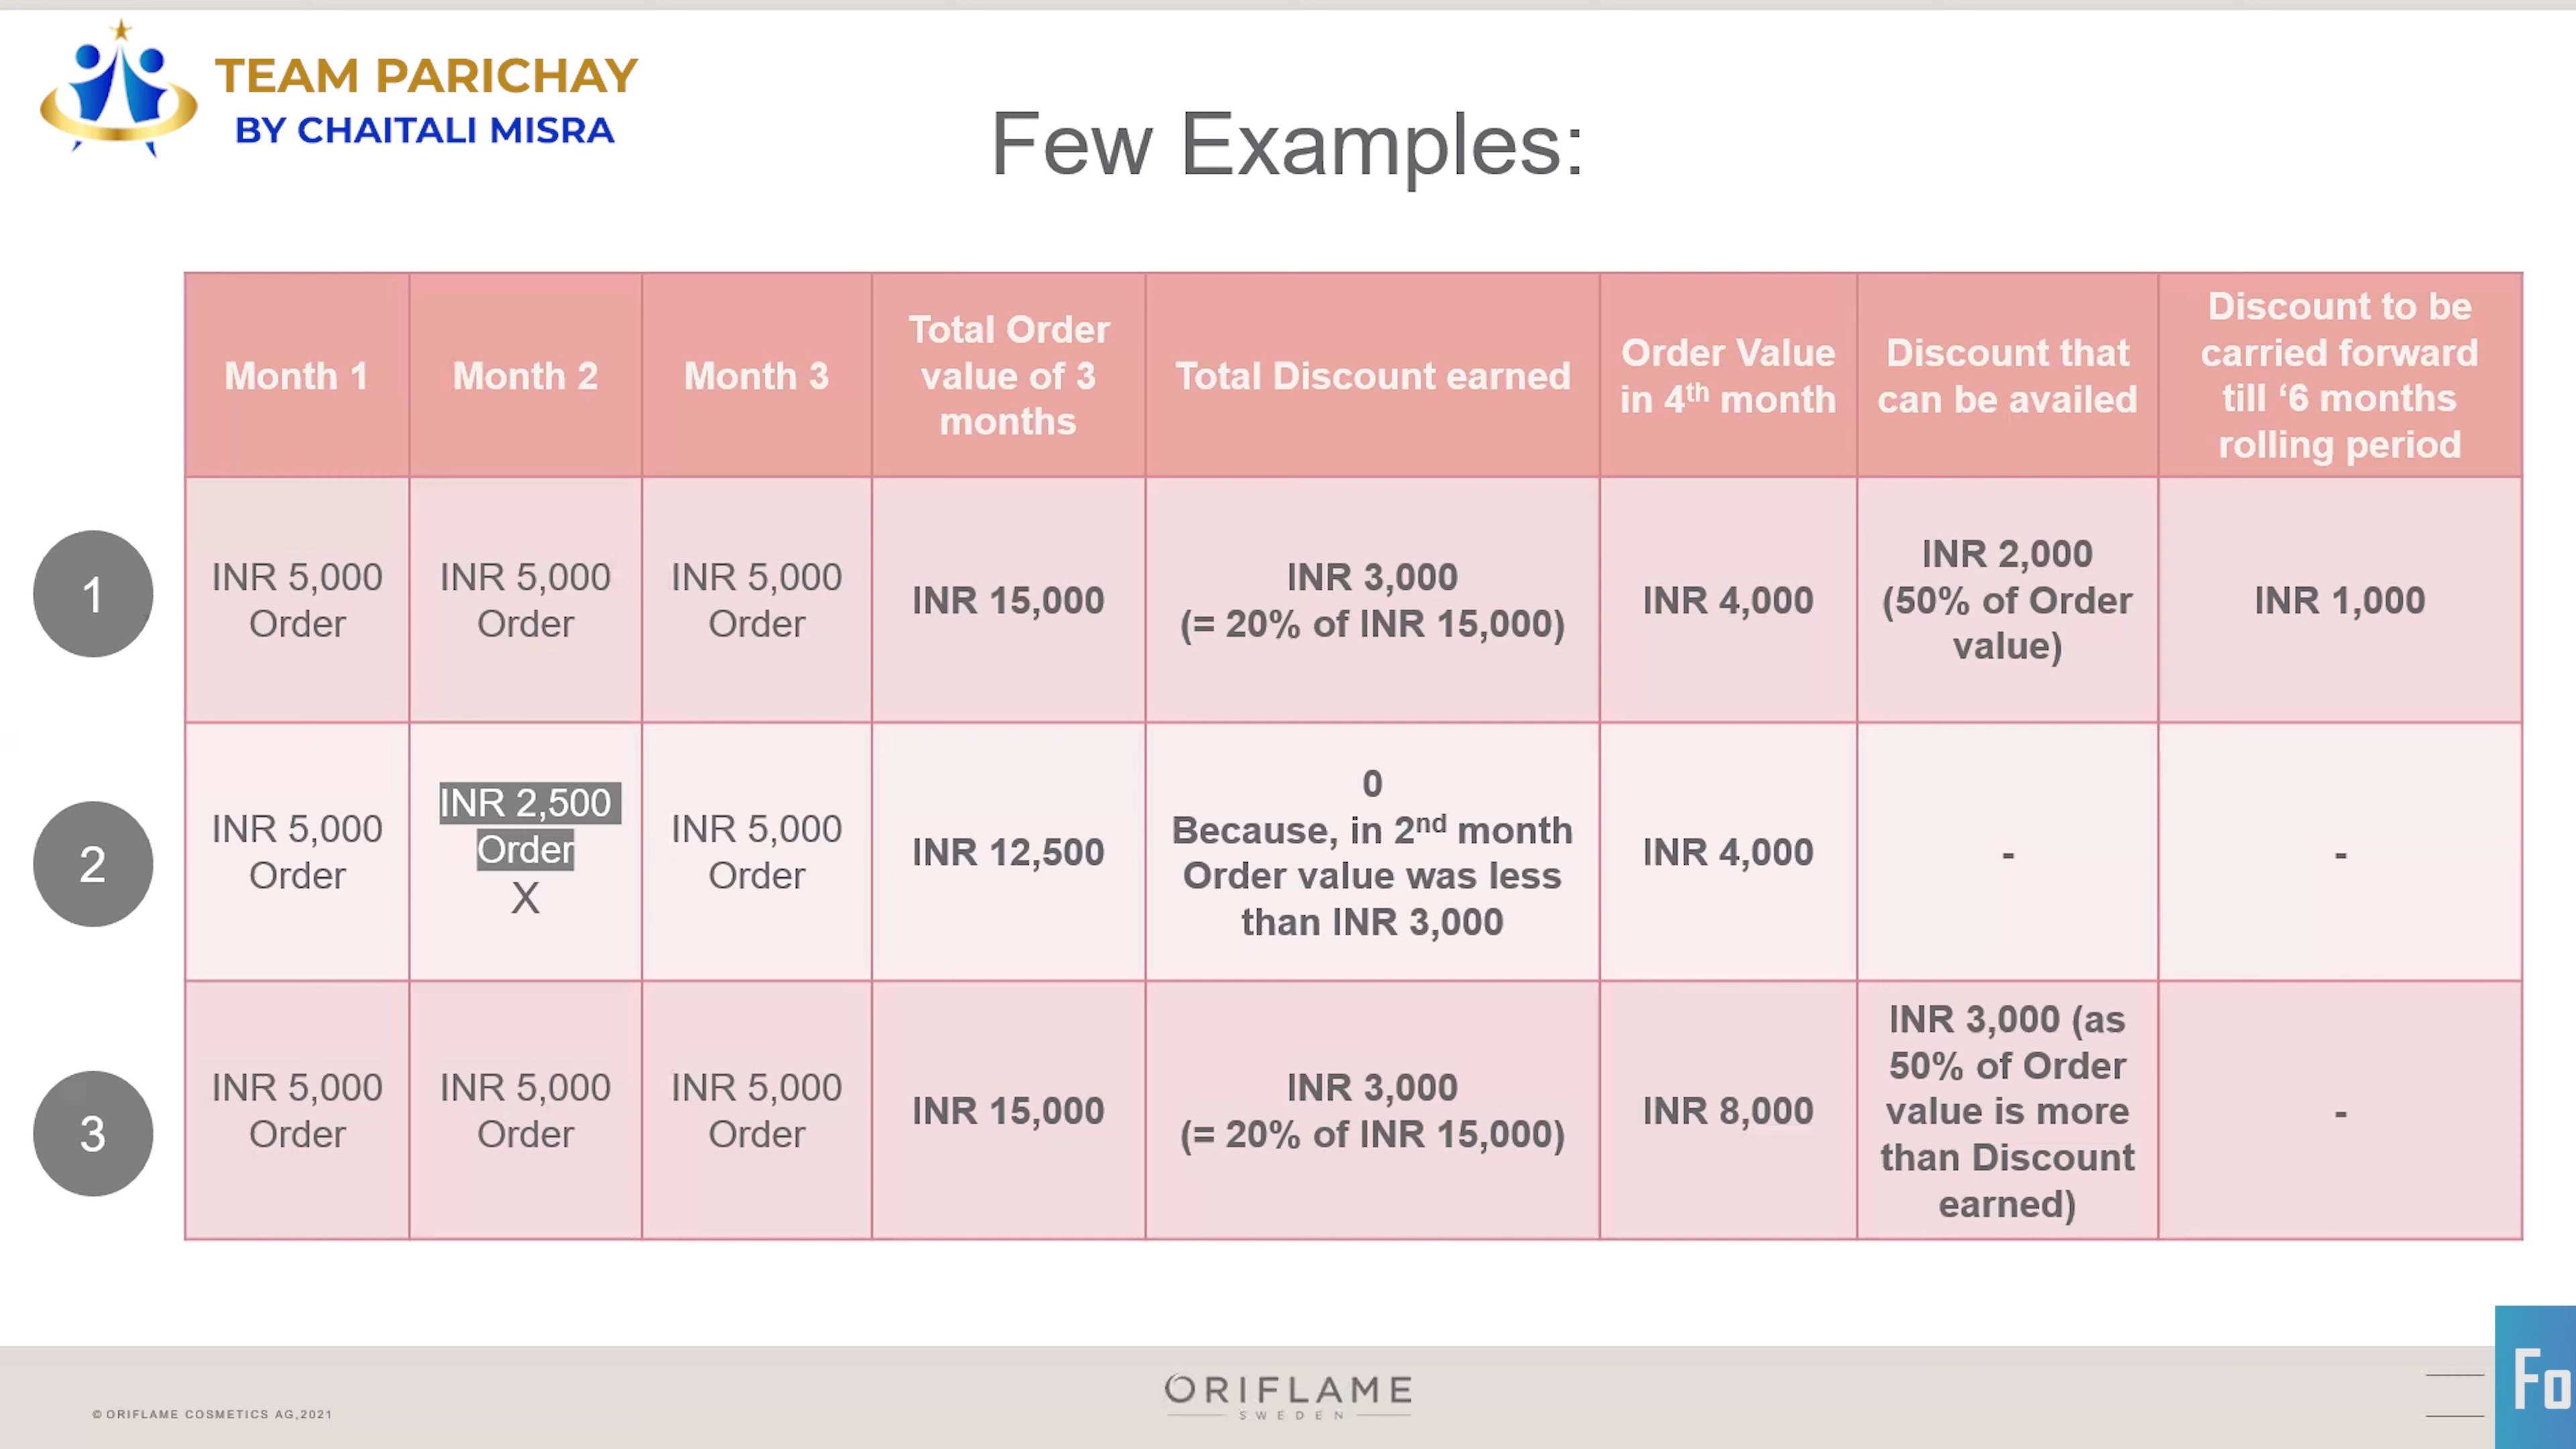 TEAM PARICHAY
BY CHAITALI MISRA
Few Examples:
Month 1
Month 2
Month 3
Total Order
value of 3
months
Total Discount earned
Order Value
in 4th month
Discount that
can be availed
Discount to be
carried forward
till ‘6 months
rolling period
1
INR 5,000
Order
INR 5,000
Order
INR 5,000
Order
INR 15,000
INR 3,000
(= 20% of INR 15,000)
INR 4,000
INR 2,000
(50% of Order
value)
INR 1,000
2
INR 5,000
Order
INR 2,500
Order
X
INR 5,000
Order
INR 12,500
0
Because, in 2nd month
Order value was less
than INR 3,000
INR 4,000
-
-
3
INR 5,000
Order
INR 5,000
Order
INR 5,000
Order
INR 15,000
INR 3,000
(= 20% of INR 15,000)
INR 8,000
INR 3,000 (as
50% of Order
value is more
than Discount
earned)
-
© ORIFLAME COSMETICS AG,2021
ORIFLAME
SWEDEN
Fo